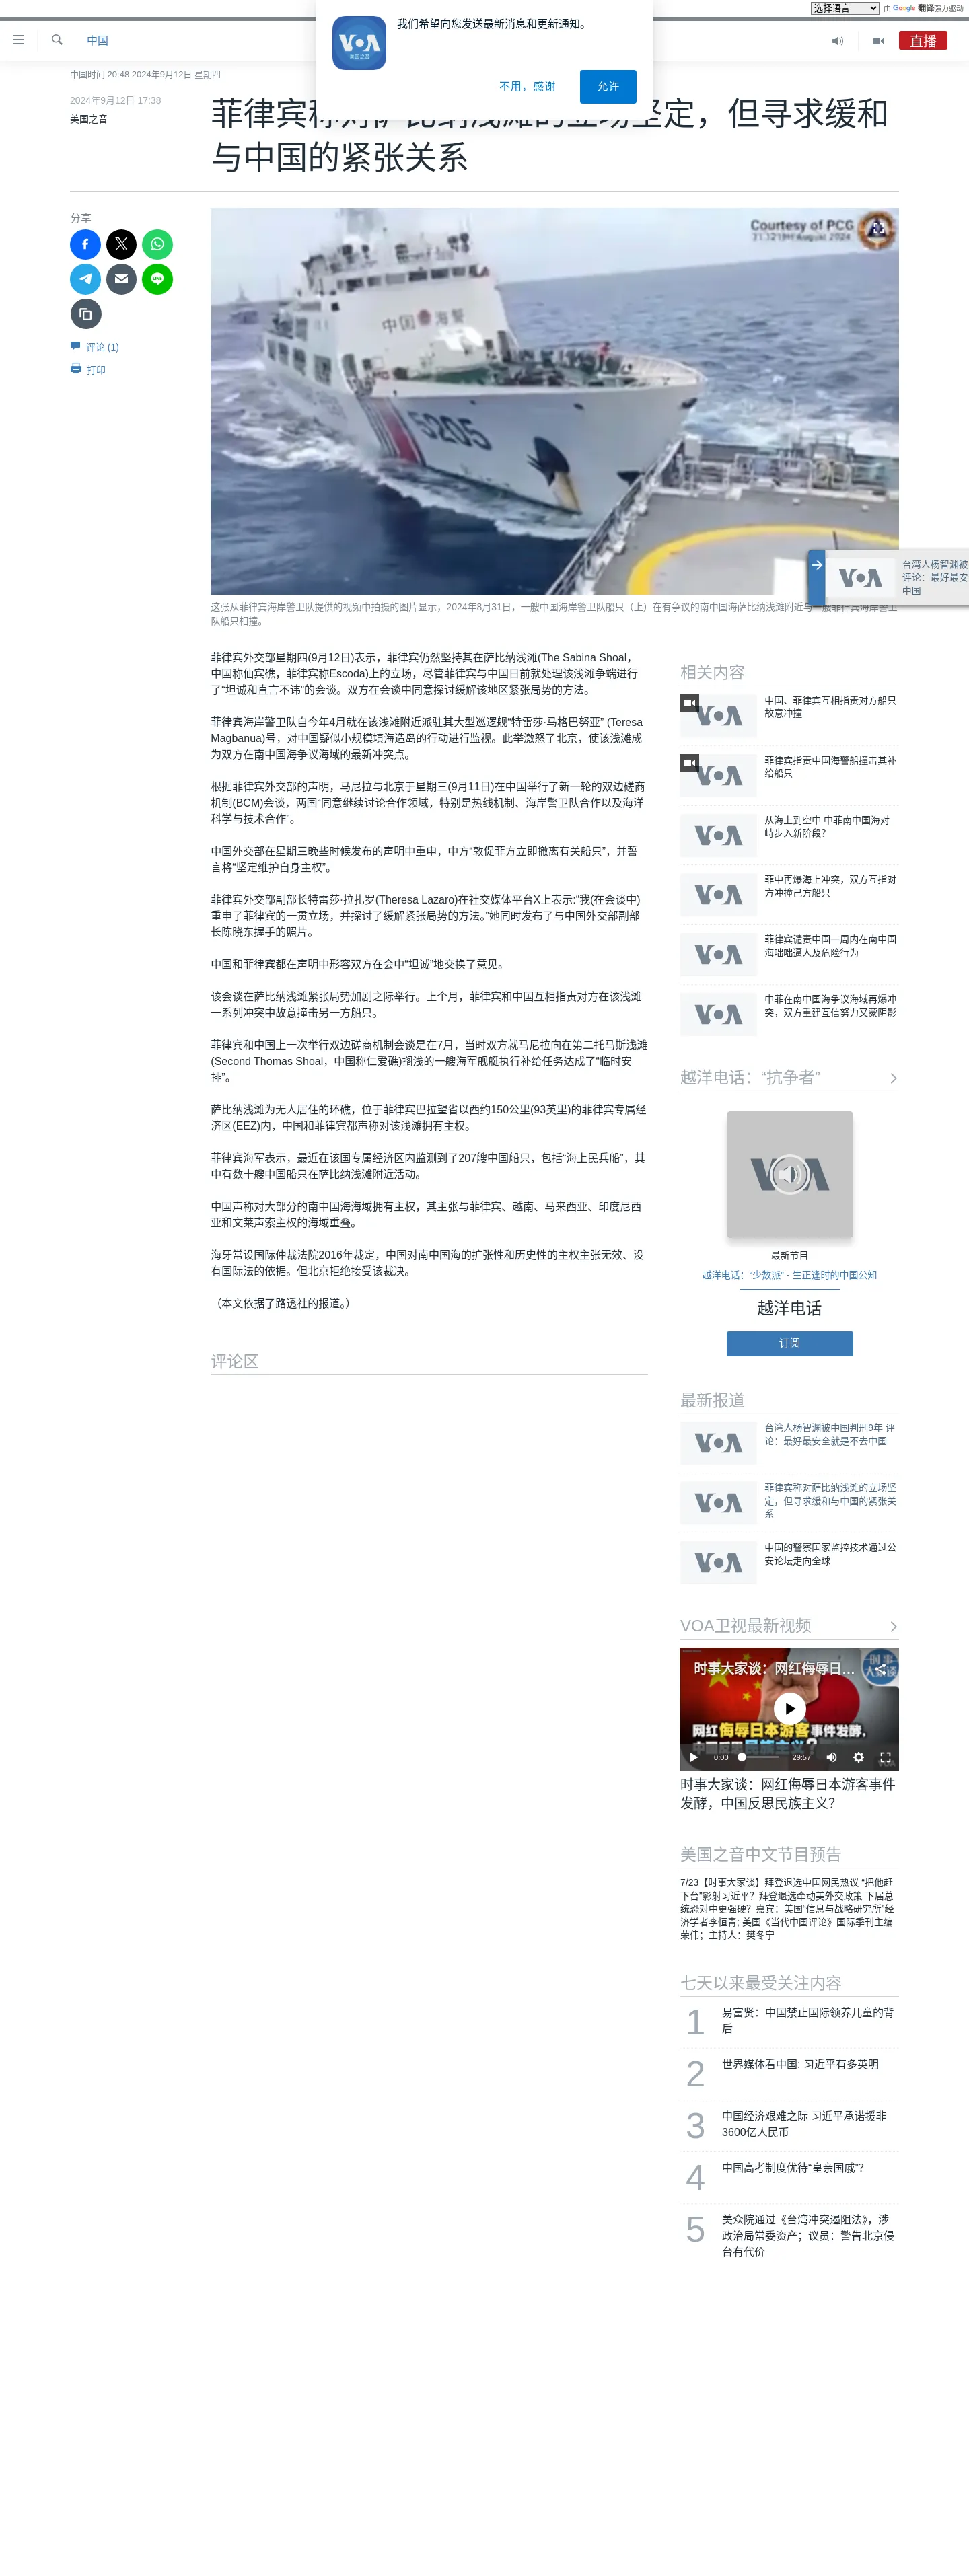 选择语言
由 Google 翻译强力驱动
中国
直播
VOA
美国之音
我们希望向您发送最新消息和更新通知。
不用，感谢
允许
中国时间 20:48 2024年9月12日 星期四
2024年9月12日 17:38
美国之音
菲律宾称对萨比纳浅滩的立场坚定，但寻求缓和
与中国的紧张关系
分享
评论 (1)
打印
Courtesy of PCG
中国海警
5205
这张从菲律宾海岸警卫队提供的视频中拍摄的图片显示，2024年8月31日，一艘中国海岸警卫队船只（上）在有争议的南中国海萨比纳浅滩附近与一艘菲律宾海岸警卫
队船只相撞。
VOA
台湾人杨智渊被
评论：最好最安
中国
菲律宾外交部星期四(9月12日)表示，菲律宾仍然坚持其在萨比纳浅滩(The Sabina Shoal，
中国称仙宾礁，菲律宾称Escoda)上的立场，尽管菲律宾与中国日前就处理该浅滩争端进行
了“坦诚和直言不讳”的会谈。双方在会谈中同意探讨缓解该地区紧张局势的方法。
菲律宾海岸警卫队自今年4月就在该浅滩附近派驻其大型巡逻舰“特雷莎·马格巴努亚” (Teresa
Magbanua)号，对中国疑似小规模填海造岛的行动进行监视。此举激怒了北京，使该浅滩成
为双方在南中国海争议海域的最新冲突点。
根据菲律宾外交部的声明，马尼拉与北京于星期三(9月11日)在中国举行了新一轮的双边磋商
机制(BCM)会谈，两国“同意继续讨论合作领域，特别是热线机制、海岸警卫队合作以及海洋
科学与技术合作”。
中国外交部在星期三晚些时候发布的声明中重申，中方“敦促菲方立即撤离有关船只”，并誓
言将“坚定维护自身主权”。
菲律宾外交部副部长特雷莎·拉扎罗(Theresa Lazaro)在社交媒体平台X上表示:“我(在会谈中)
重申了菲律宾的一贯立场，并探讨了缓解紧张局势的方法。”她同时发布了与中国外交部副部
长陈晓东握手的照片。
中国和菲律宾都在声明中形容双方在会中“坦诚”地交换了意见。
该会谈在萨比纳浅滩紧张局势加剧之际举行。上个月，菲律宾和中国互相指责对方在该浅滩
一系列冲突中故意撞击另一方船只。
菲律宾和中国上一次举行双边磋商机制会谈是在7月，当时双方就马尼拉向在第二托马斯浅滩
(Second Thomas Shoal，中国称仁爱礁)搁浅的一艘海军舰艇执行补给任务达成了“临时安
排”。
萨比纳浅滩为无人居住的环礁，位于菲律宾巴拉望省以西约150公里(93英里)的菲律宾专属经
济区(EEZ)内，中国和菲律宾都声称对该浅滩拥有主权。
菲律宾海军表示，最近在该国专属经济区内监测到了207艘中国船只，包括“海上民兵船”，其
中有数十艘中国船只在萨比纳浅滩附近活动。
中国声称对大部分的南中国海海域拥有主权，其主张与菲律宾、越南、马来西亚、印度尼西
亚和文莱声索主权的海域重叠。
海牙常设国际仲裁法院2016年裁定，中国对南中国海的扩张性和历史性的主权主张无效、没
有国际法的依据。但北京拒绝接受该裁决。
（本文依据了路透社的报道。）
评论区
相关内容
VOA
中国、菲律宾互相指责对方船只
故意冲撞
VOA
菲律宾指责中国海警船撞击其补
给船只
VOA
从海上到空中 中菲南中国海对
峙步入新阶段？
VOA
菲中再爆海上冲突，双方互指对
方冲撞己方船只
VOA
菲律宾谴责中国一周内在南中国
海咄咄逼人及危险行为
VOA
中菲在南中国海争议海域再爆冲
突，双方重建互信努力又蒙阴影
越洋电话：“抗争者”
VOA
最新节目
越洋电话：“少数派” - 生正逢时的中国公知
越洋电话
订阅
最新报道
VOA
台湾人杨智渊被中国判刑9年 评
论：最好最安全就是不去中国
VOA
菲律宾称对萨比纳浅滩的立场坚
定，但寻求缓和与中国的紧张关
系
VOA
中国的警察国家监控技术通过公
安论坛走向全球
VOA卫视最新视频
时事大家谈：网红侮辱日…
时事
大家谈
网红侮辱日本游客事件发酵，
中国反思民族主义？
0:00
29:57
时事大家谈：网红侮辱日本游客事件
发酵，中国反思民族主义？
美国之音中文节目预告
7/23【时事大家谈】拜登退选中国网民热议 “把他赶
下台”影射习近平？拜登退选牵动美外交政策 下届总
统恐对中更强硬？嘉宾：美国“信息与战略研究所”经
济学者李恒青; 美国《当代中国评论》国际季刊主编
荣伟；主持人：樊冬宁
七天以来最受关注内容
1
易富贤：中国禁止国际领养儿童的背
后
2
世界媒体看中国: 习近平有多英明
3
中国经济艰难之际 习近平承诺援非
3600亿人民币
4
中国高考制度优待“皇亲国戚”？
5
美众院通过《台湾冲突遏阻法》，涉
政治局常委资产；议员：警告北京侵
台有代价